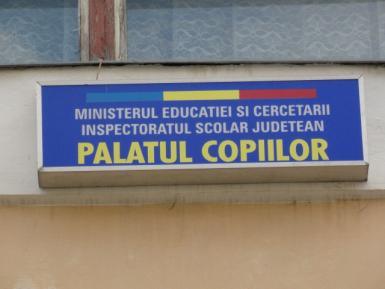 MINISTERUL EDUCATIEI SI CERCETARII
INSPECTORATUL SCOLAR JUDETEAN
PALATUL COPIILOR